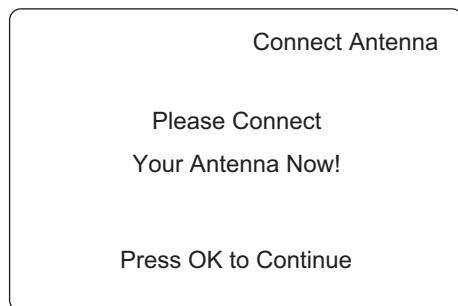 Connect Antenna
Please Connect
Your Antenna Now!
Press OK to Continue